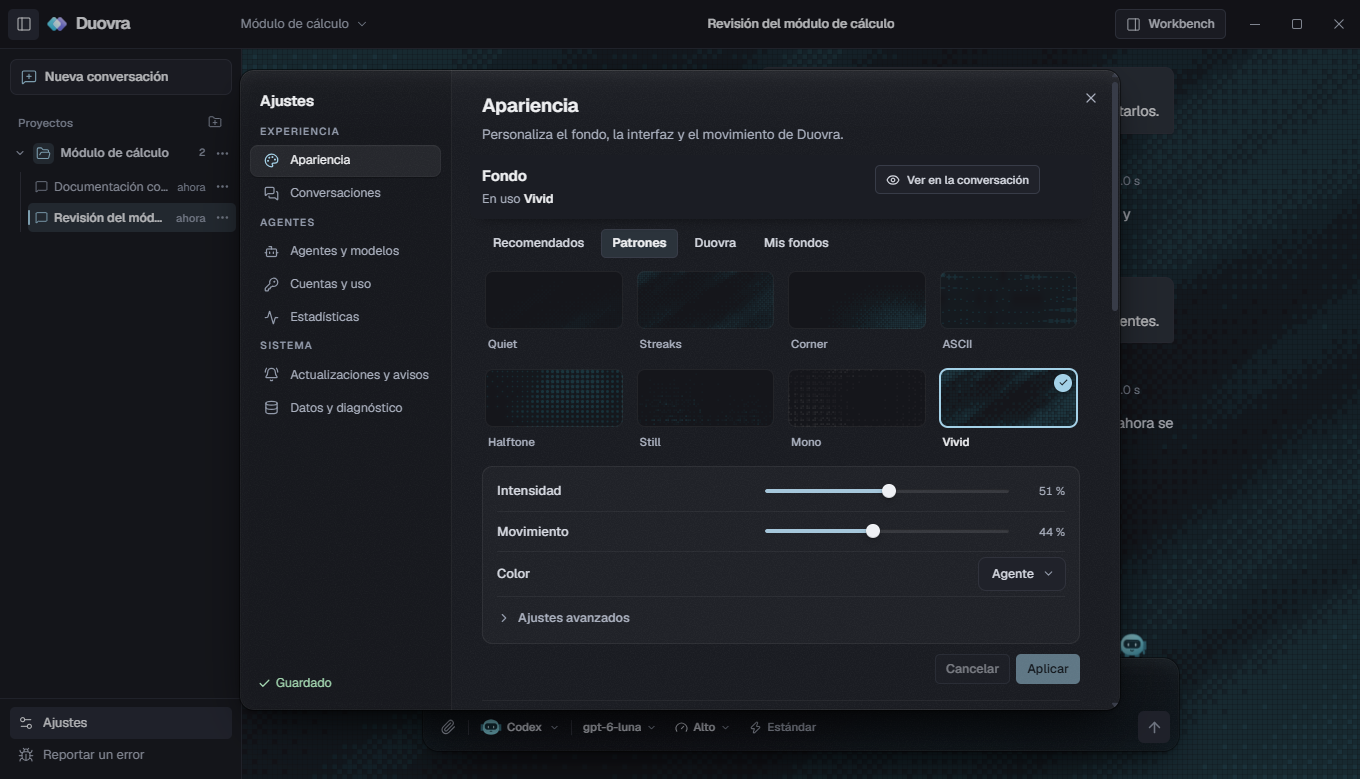 Duovra
Módulo de cálculo
Revisión del módulo de cálculo
Workbench
Nueva conversación
Proyectos
Módulo de cálculo 2 ···
Documentación co... ahora ···
Revisión del mód... ahora ···
Ajustes
Reportar un error
Ajustes
EXPERIENCIA
Apariencia
Conversaciones
AGENTES
Agentes y modelos
Cuentas y uso
Estadísticas
SISTEMA
Actualizaciones y avisos
Datos y diagnóstico
Guardado
Apariencia
Personaliza el fondo, la interfaz y el movimiento de Duovra.
Fondo
En uso Vivid
Ver en la conversación
Recomendados Patrones Duovra Mis fondos
Quiet Streaks Corner ASCII
Halftone Still Mono Vivid
Intensidad 51 %
Movimiento 44 %
Color Agente
Ajustes avanzados
Cancelar Aplicar
tarlos.
.0 s
y
entes.
.0 s
ahora se
Codex gpt-6-luna Alto Estándar